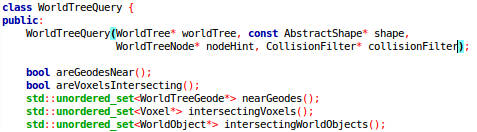 class WorldTreeQuery {
public:
    WorldTreeQuery(WorldTree* worldTree, const AbstractShape* shape,
                   WorldTreeNode* nodeHint, CollisionFilter* collisionFilter);
    bool areGeodesNear();
    bool areVoxelsIntersecting();
    std::unordered_set<WorldTreeGeode*> nearGeodes();
    std::unordered_set<Voxel*> intersectingVoxels();
    std::unordered_set<WorldObject*> intersectingWorldObjects();